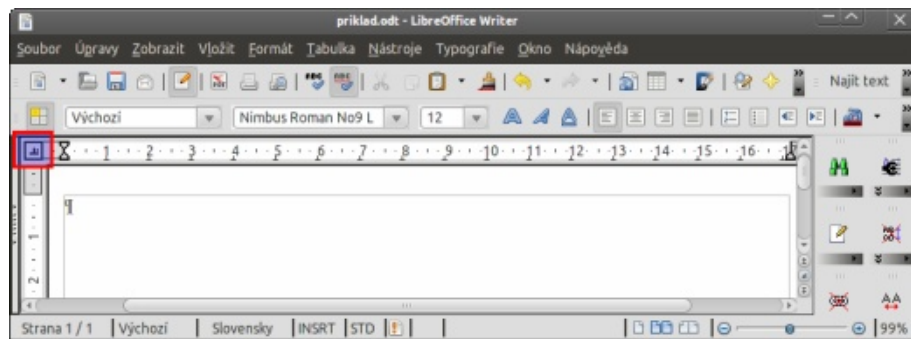 priklad.odt - LibreOffice Writer
Soubor Úpravy Zobrazit Vložit Formát Tabulka Nástroje Typografie Okno Nápověda
Najít text
Výchozí Nimbus Roman No9 L 12
1 2 3 4 5 6 7 8 9 10 11 12 13 14 15 16
¶
1
2
Strana 1 / 1 Výchozí Slovensky INSRT STD 99%